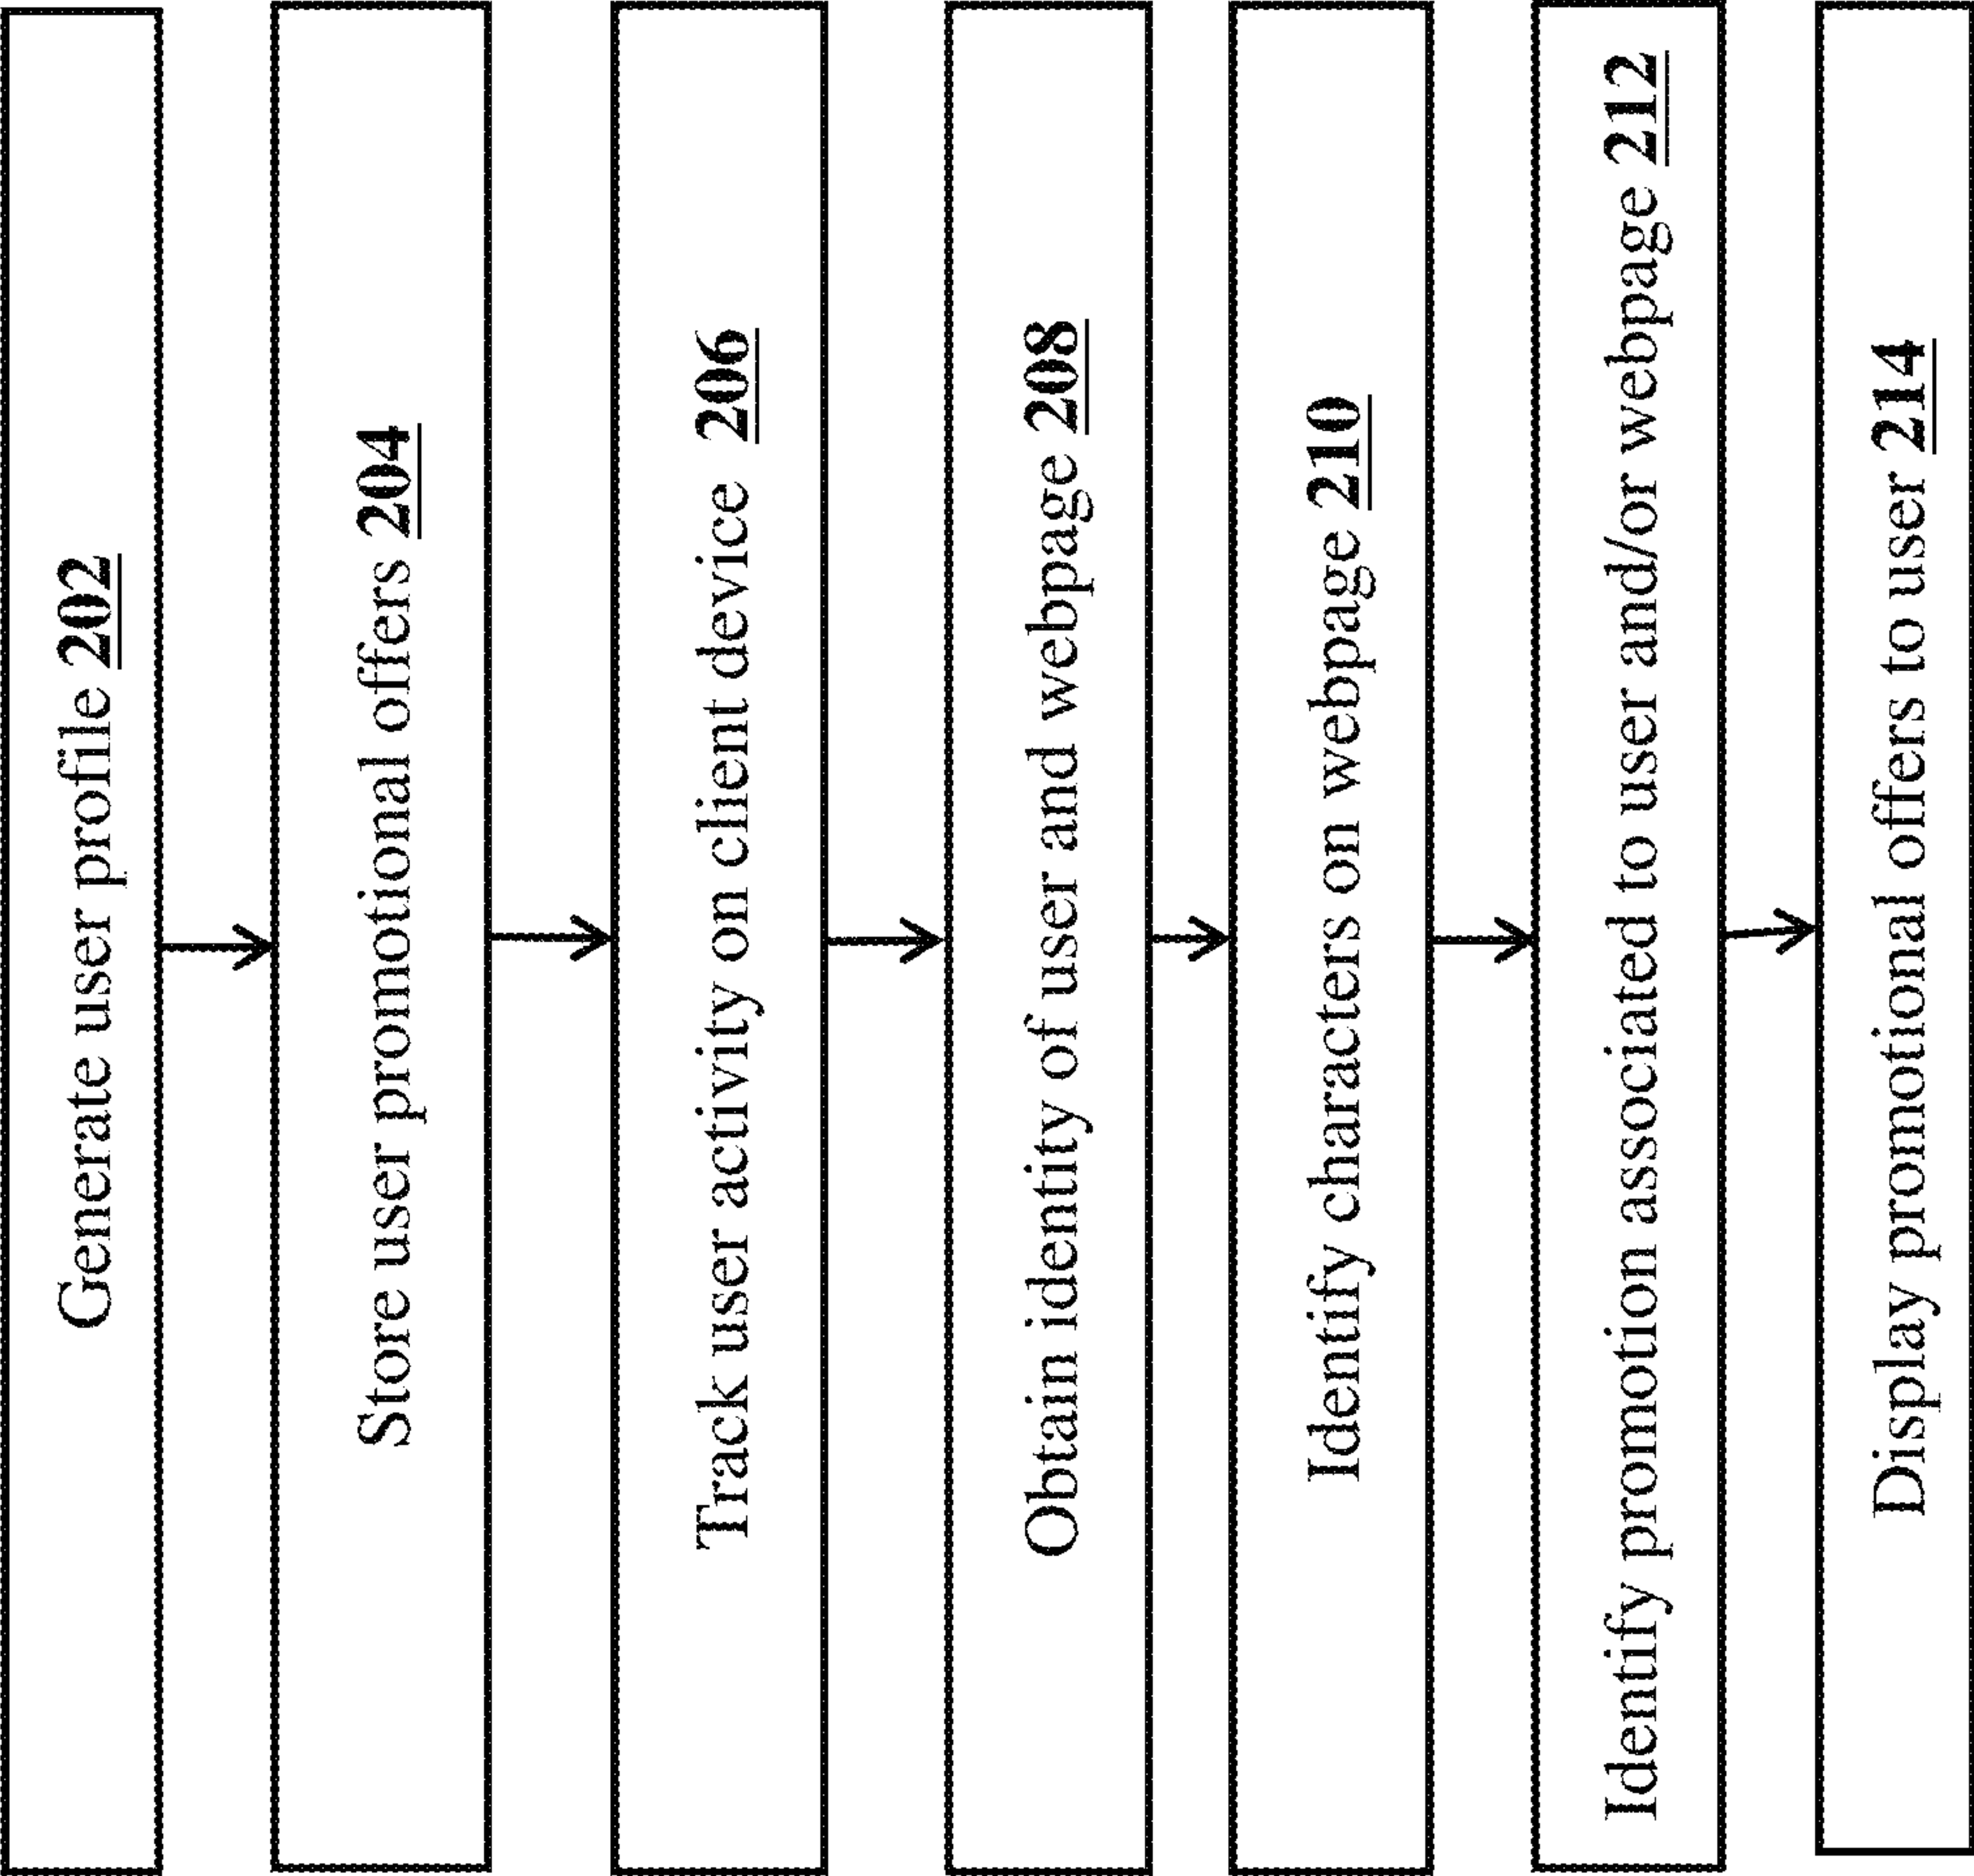 Generate user profile 202
Store user promotional offers 204
Track user activity on client device 206
Obtain identity of user and webpage 208
Identify characters on webpage 210
Identify promotion associated to user and/or webpage 212
Display promotional offers to user 214